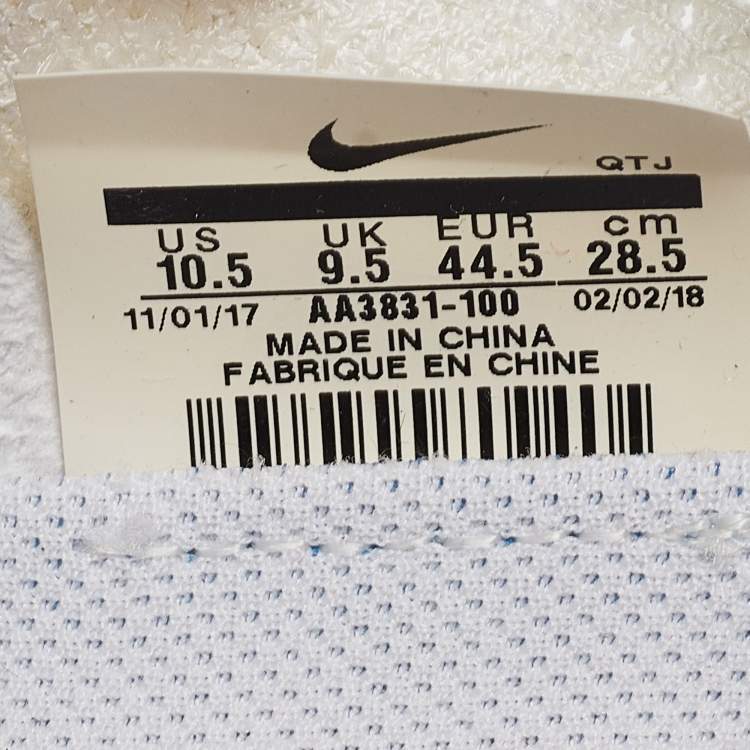 QTJ
US UK EUR cm
10.5 9.5 44.5 28.5
11/01/17 AA3831-100 02/02/18
MADE IN CHINA
FABRIQUE EN CHINE